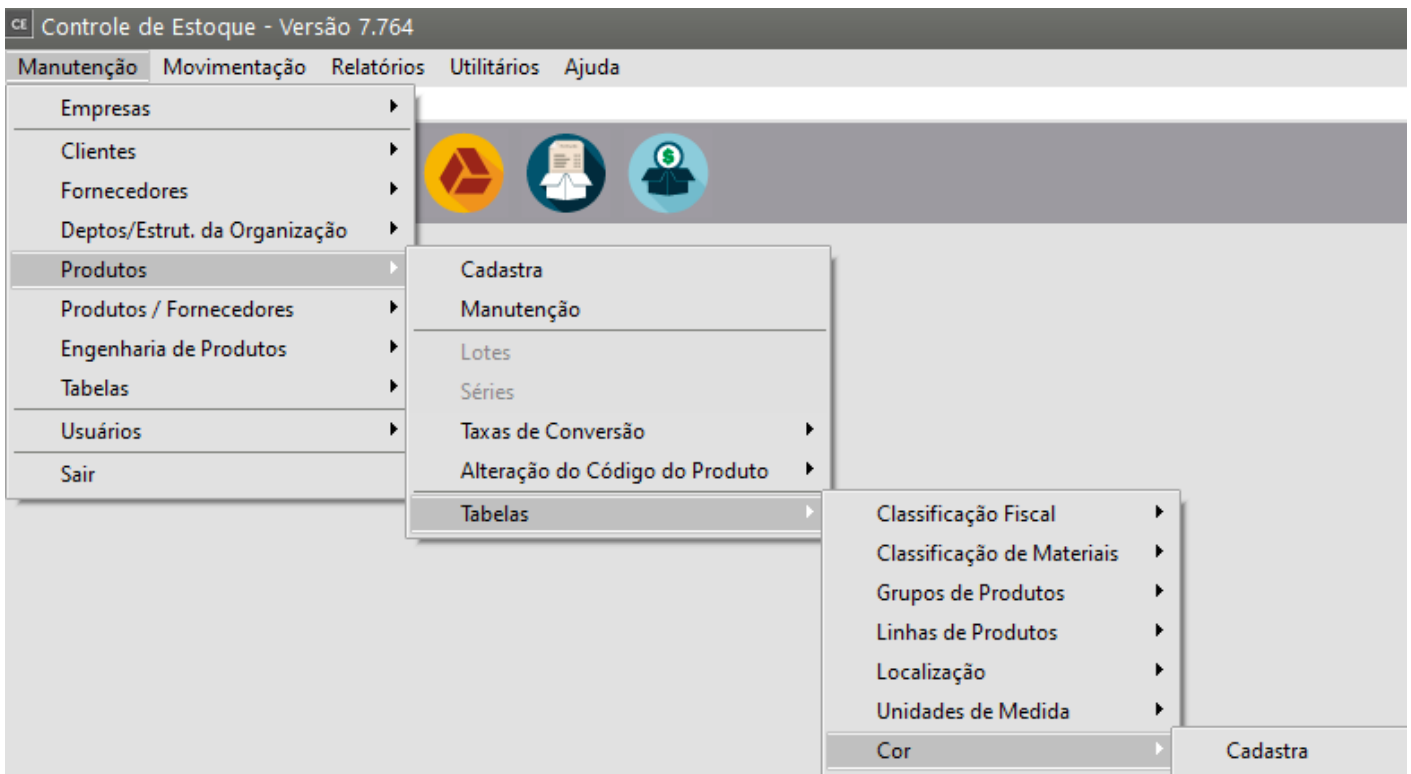 CE Controle de Estoque - Versão 7.764
Manutenção Movimentação Relatórios Utilitários Ajuda
Empresas
Clientes
Fornecedores
Deptos/Estrut. da Organização
Produtos
Produtos / Fornecedores
Engenharia de Produtos
Tabelas
Usuários
Sair
Cadastra
Manutenção
Lotes
Séries
Taxas de Conversão
Alteração do Código do Produto
Tabelas
Classificação Fiscal
Classificação de Materiais
Grupos de Produtos
Linhas de Produtos
Localização
Unidades de Medida
Cor
Cadastra